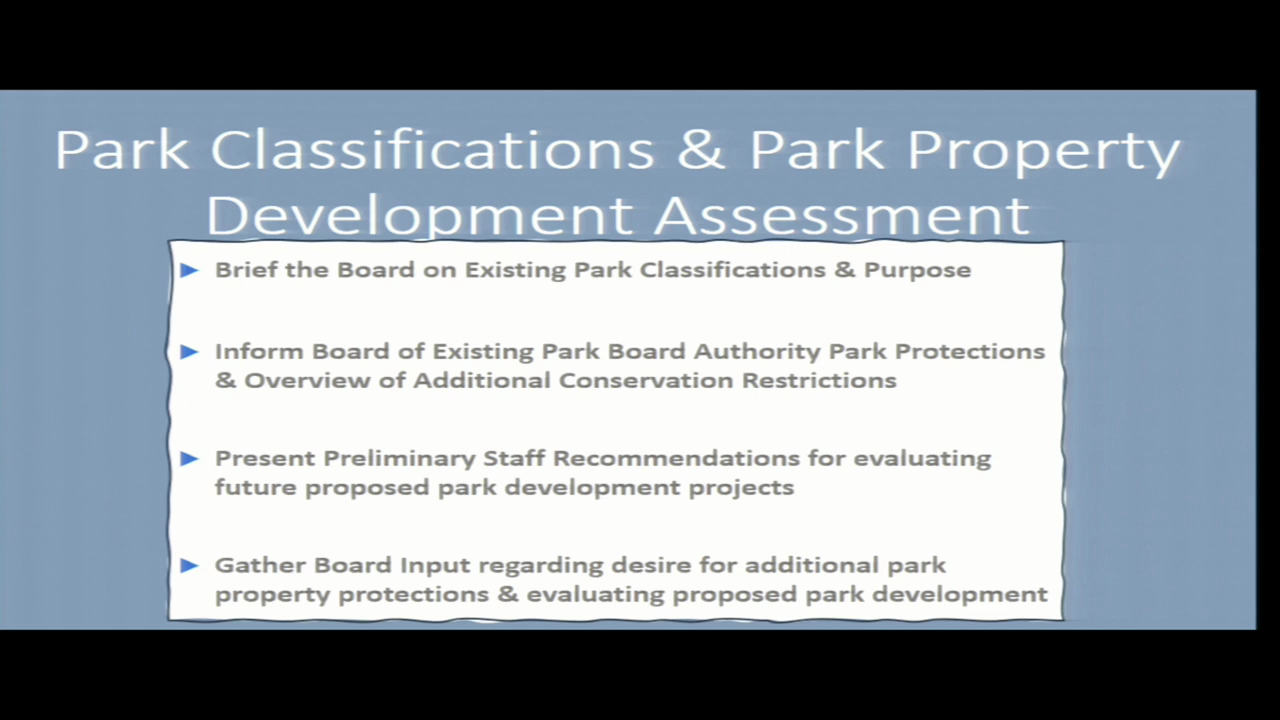 Park Classifications & Park Property
Development Assessment
Brief the Board on Existing Park Classifications & Purpose
Inform Board of Existing Park Board Authority Park Protections
& Overview of Additional Conservation Restrictions
Present Preliminary Staff Recommendations for evaluating
future proposed park development projects
Gather Board Input regarding desire for additional park
property protections & evaluating proposed park development